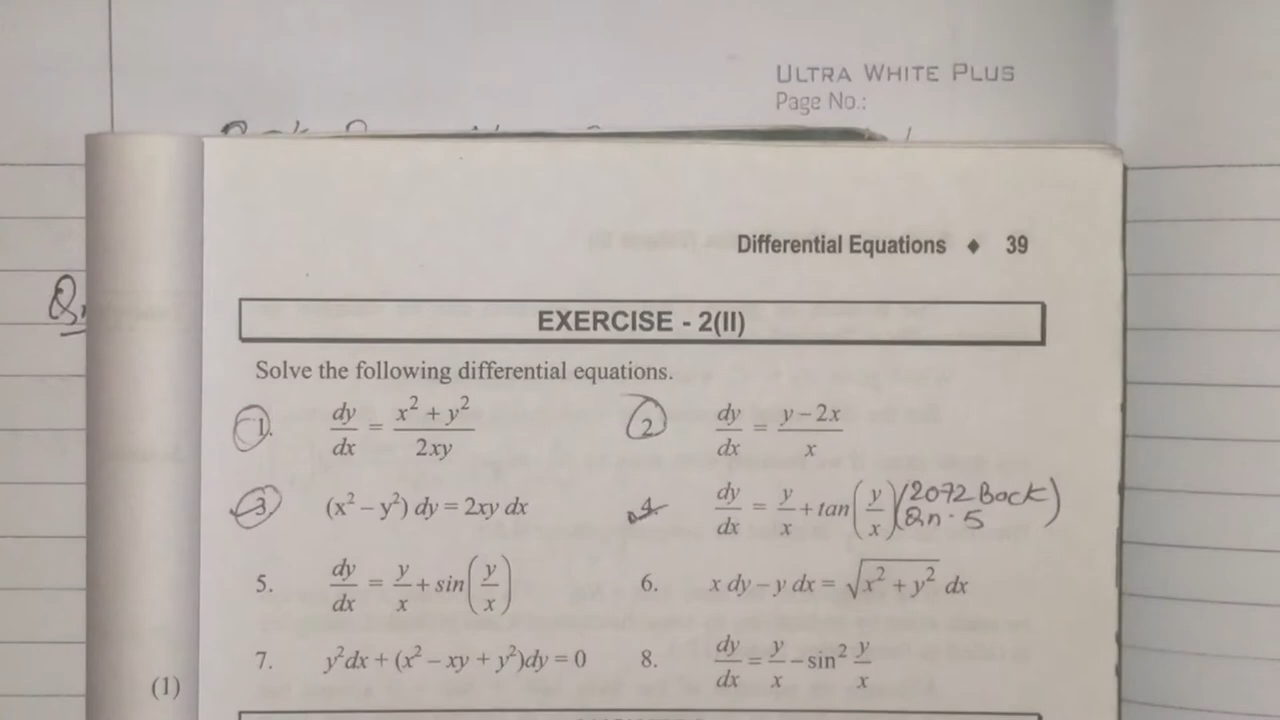 ULTRA WHITE PLUS
Page No.:
Differential Equations ♦ 39
EXERCISE - 2(II)
Solve the following differential equations.
1. dy/dx = (x² + y²)/2xy 2 dy/dx = (y – 2x)/x
3 (x² – y²) dy = 2xy dx 4 dy/dx = y/x + tan(y/x) (2072 Back Qn. 5)
5. dy/dx = y/x + sin(y/x) 6. x dy – y dx = √(x² + y²) dx
7. y²dx + (x² – xy + y²)dy = 0 8. dy/dx = y/x – sin² y/x
(1)